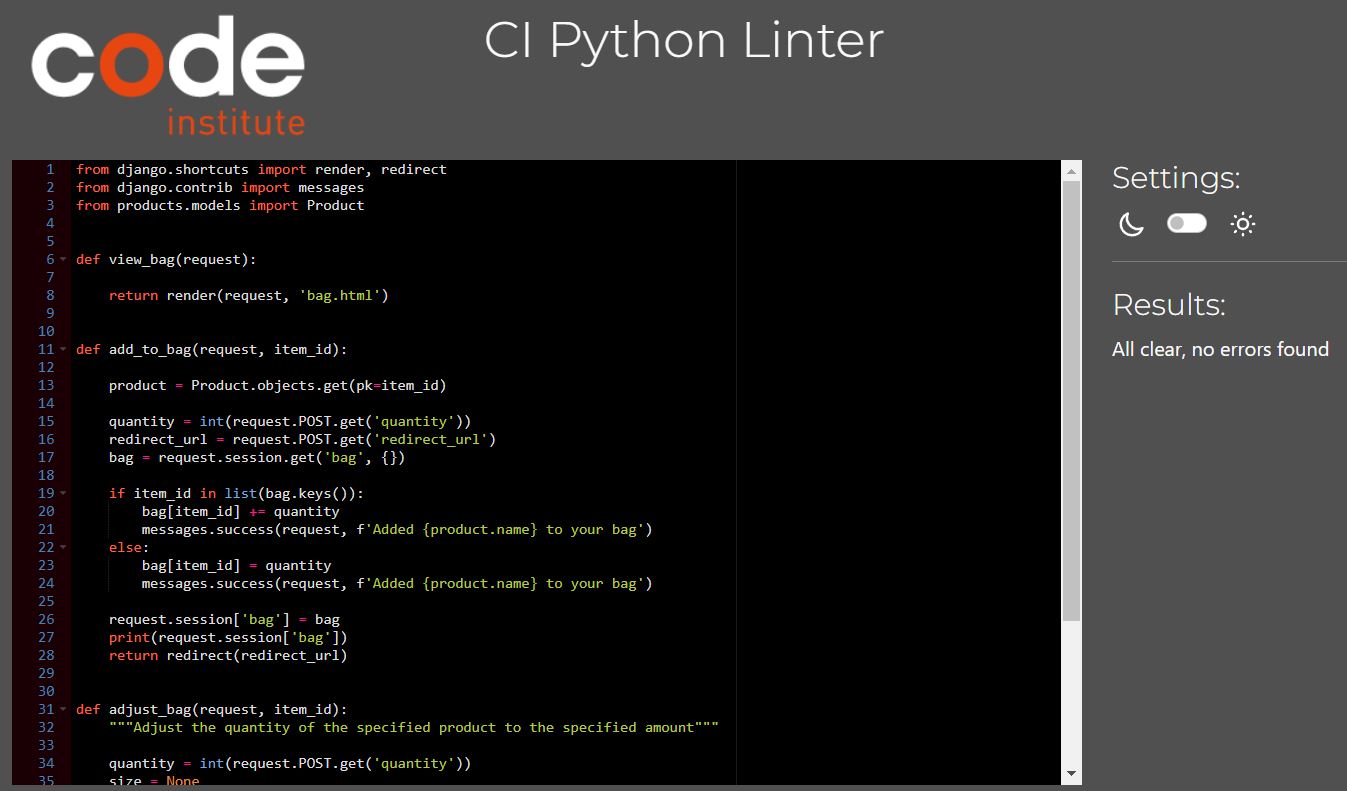 code
institute
CI Python Linter
1 from django.shortcuts import render, redirect
2 from django.contrib import messages
3 from products.models import Product
4
5
6 def view_bag(request):
7
8     return render(request, 'bag.html')
9
10
11 def add_to_bag(request, item_id):
12
13     product = Product.objects.get(pk=item_id)
14
15     quantity = int(request.POST.get('quantity'))
16     redirect_url = request.POST.get('redirect_url')
17     bag = request.session.get('bag', {})
18
19     if item_id in list(bag.keys()):
20         bag[item_id] += quantity
21         messages.success(request, f'Added {product.name} to your bag')
22     else:
23         bag[item_id] = quantity
24         messages.success(request, f'Added {product.name} to your bag')
25
26     request.session['bag'] = bag
27     print(request.session['bag'])
28     return redirect(redirect_url)
29
30
31 def adjust_bag(request, item_id):
32     """Adjust the quantity of the specified product to the specified amount"""
33
34     quantity = int(request.POST.get('quantity'))
35     size = None
Settings:
Results:
All clear, no errors found